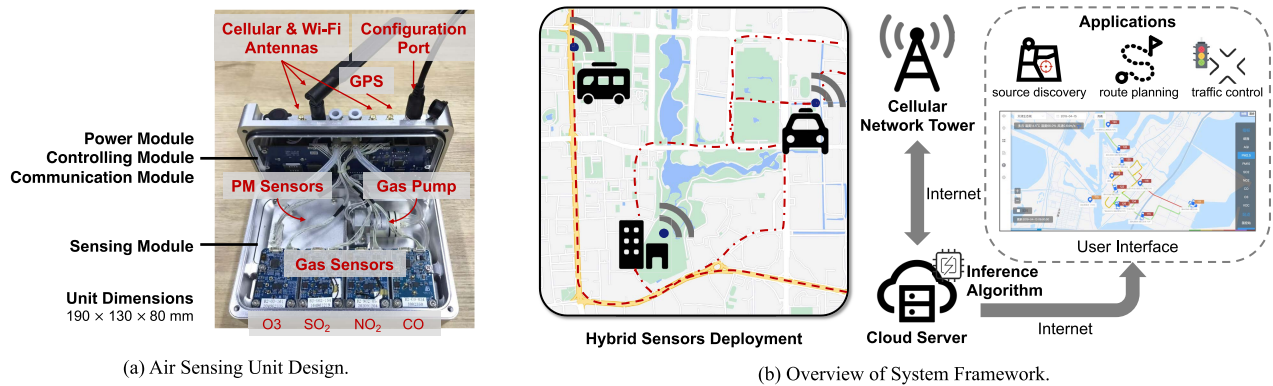 Cellular & Wi-Fi
Antennas
Configuration
Port
GPS
Power Module
Controlling Module
Communication Module
PM Sensors
Gas Pump
Sensing Module
Gas Sensors
Unit Dimensions
190 × 130 × 80 mm
O3 SO₂ NO₂ CO
(a) Air Sensing Unit Design.
Hybrid Sensors Deployment
Cellular
Network Tower
Internet
Inference
Algorithm
Cloud Server
Internet
Applications
source discovery
route planning
traffic control
User Interface
(b) Overview of System Framework.